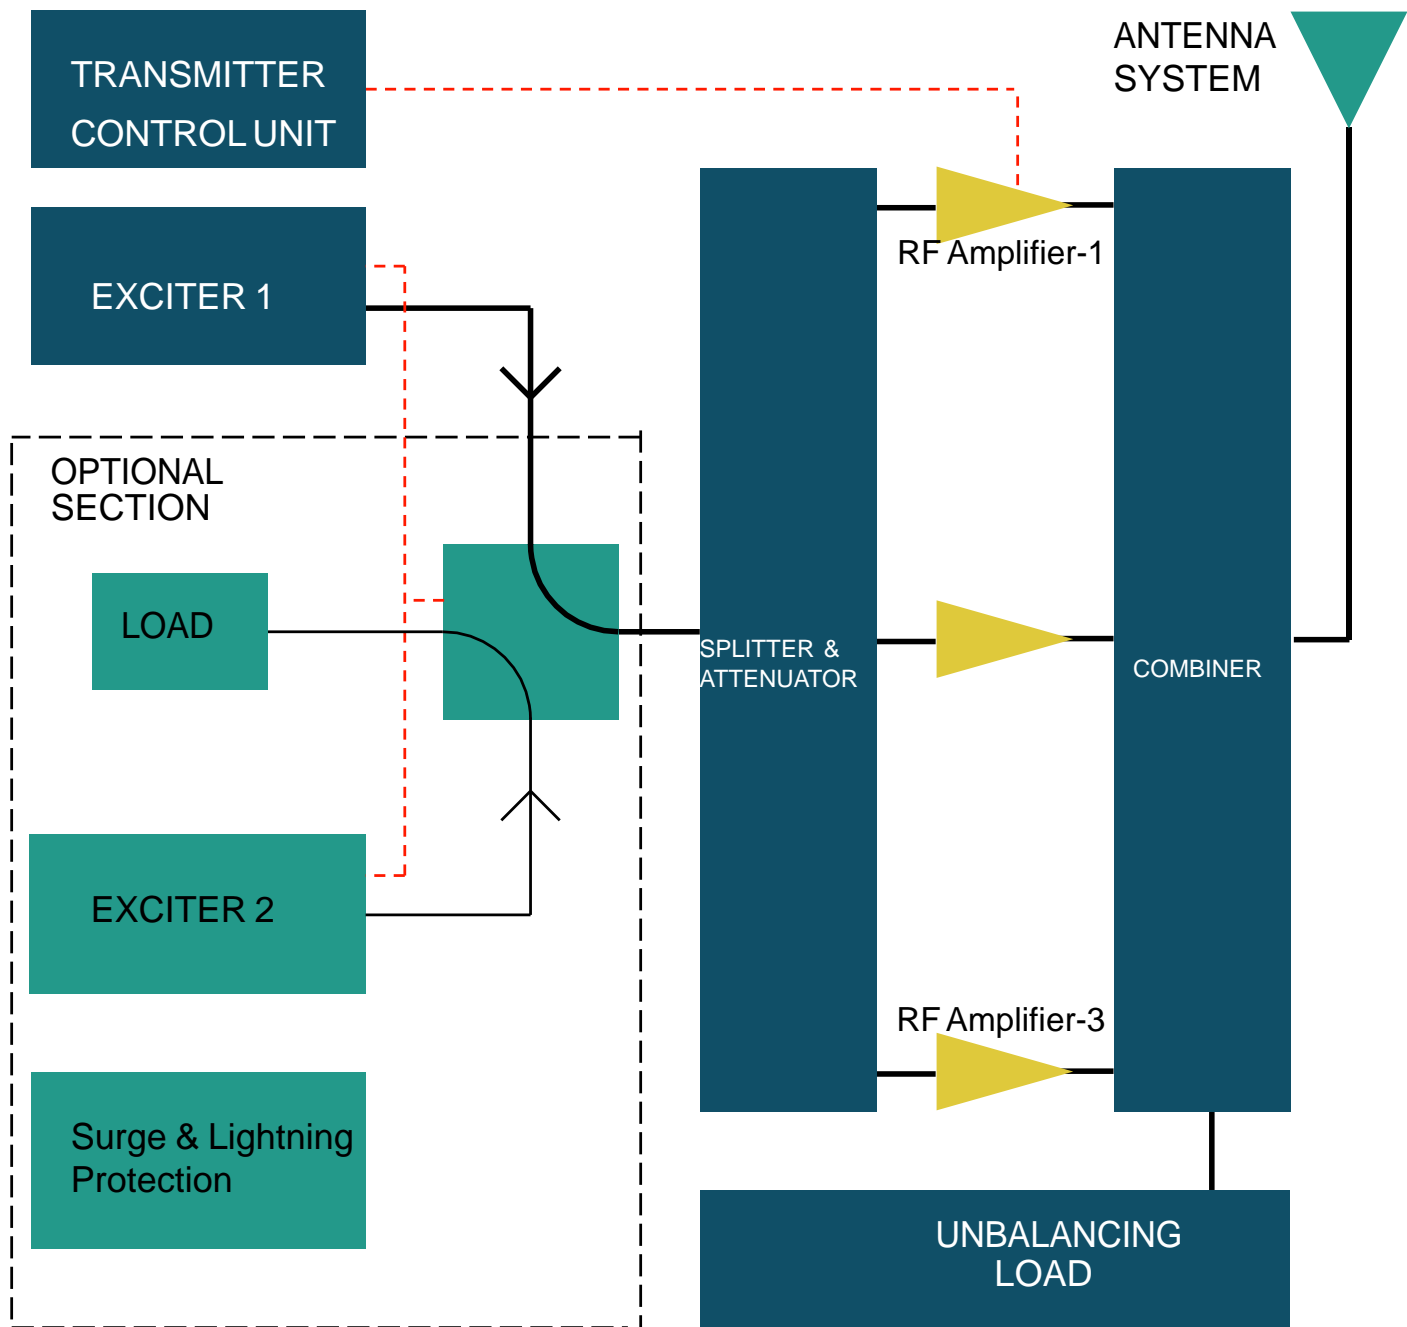 TRANSMITTER
CONTROL UNIT
ANTENNA
SYSTEM
EXCITER 1
RF Amplifier-1
OPTIONAL
SECTION
LOAD
SPLITTER &
ATTENUATOR
COMBINER
EXCITER 2
RF Amplifier-3
Surge & Lightning
Protection
UNBALANCING
LOAD